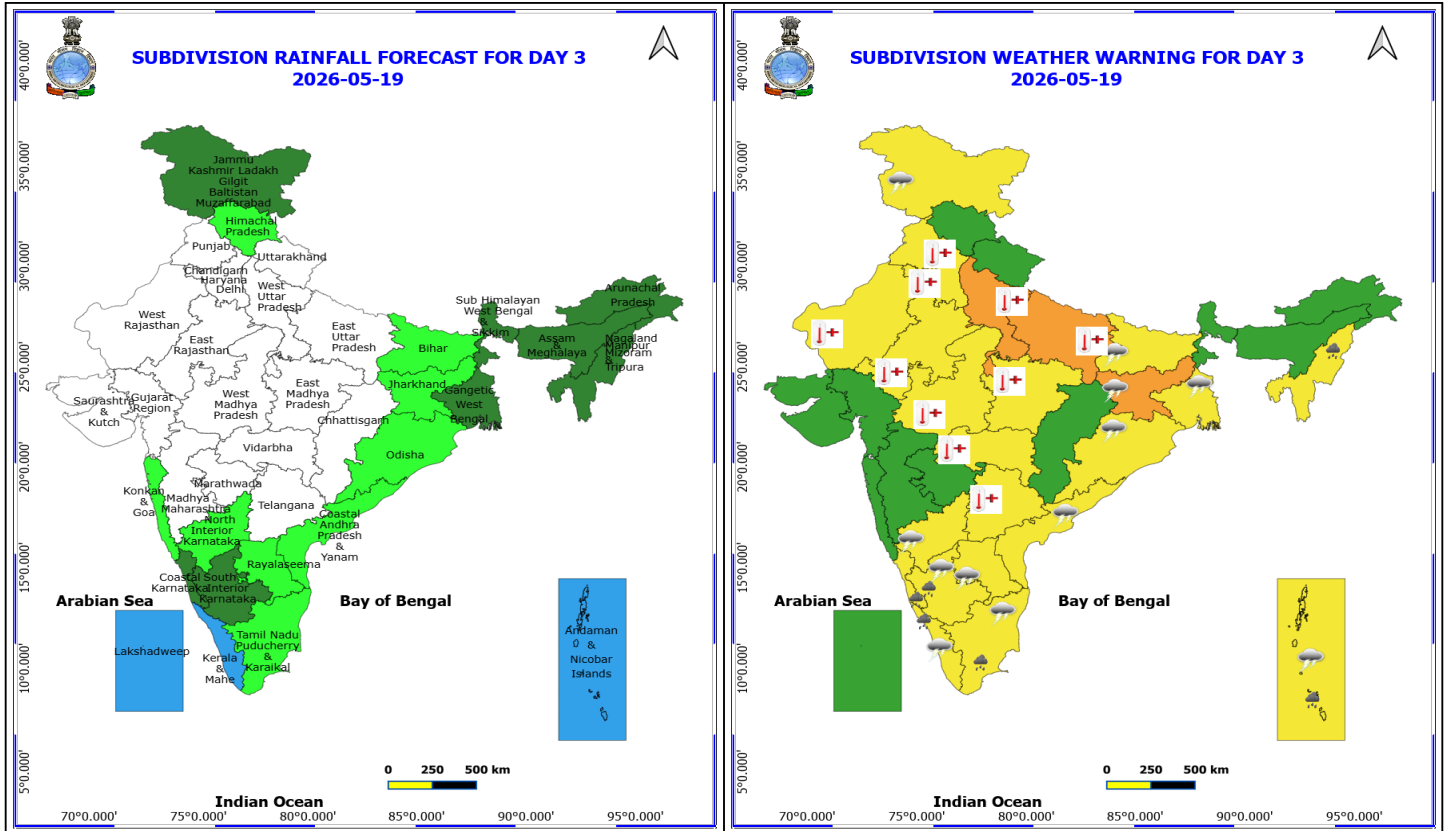 SUBDIVISION RAINFALL FORECAST FOR DAY 3
2026-05-19
40°0.000'
35°0.000'
30°0.000'
25°0.000'
20°0.000'
15°0.000'
10°0.000'
5°0.000'
Jammu
Kashmir Ladakh
Gilgit
Baltistan
Muzaffarabad
Himachal
Pradesh
Punjab
Uttarakhand
Chandigarh
Haryana
Delhi
West
Uttar
Pradesh
West
Rajasthan
East
Rajasthan
East
Uttar
Pradesh
Sub Himalayan
West Bengal
&
Sikkim
Arunachal
Pradesh
Assam
&
Meghalaya
Nagaland
Manipur
Mizoram
&
Tripura
Bihar
Jharkhand
Gangetic
West
Bengal
Saurashtra
&
Kutch
Gujarat
Region
West
Madhya
Pradesh
East
Madhya
Pradesh
Chhattisgarh
Vidarbha
Odisha
Konkan
&
Goa
Madhya
Maharashtra
Marathwada
Telangana
North
Interior
Karnataka
Coastal
Andhra
Pradesh
&
Yanam
Rayalaseema
Coastal
Karnataka
South
Interior
Karnataka
Tamil Nadu
Puducherry
&
Karaikal
Kerala
&
Mahe
Lakshadweep
Andaman
&
Nicobar
Islands
Arabian Sea
Bay of Bengal
Indian Ocean
0 250 500 km
70°0.000' 75°0.000' 80°0.000' 85°0.000' 90°0.000' 95°0.000'
SUBDIVISION WEATHER WARNING FOR DAY 3
2026-05-19
40°0.000'
35°0.000'
30°0.000'
25°0.000'
20°0.000'
15°0.000'
10°0.000'
5°0.000'
Arabian Sea
Bay of Bengal
Indian Ocean
0 250 500 km
70°0.000' 75°0.000' 80°0.000' 85°0.000' 90°0.000' 95°0.000'